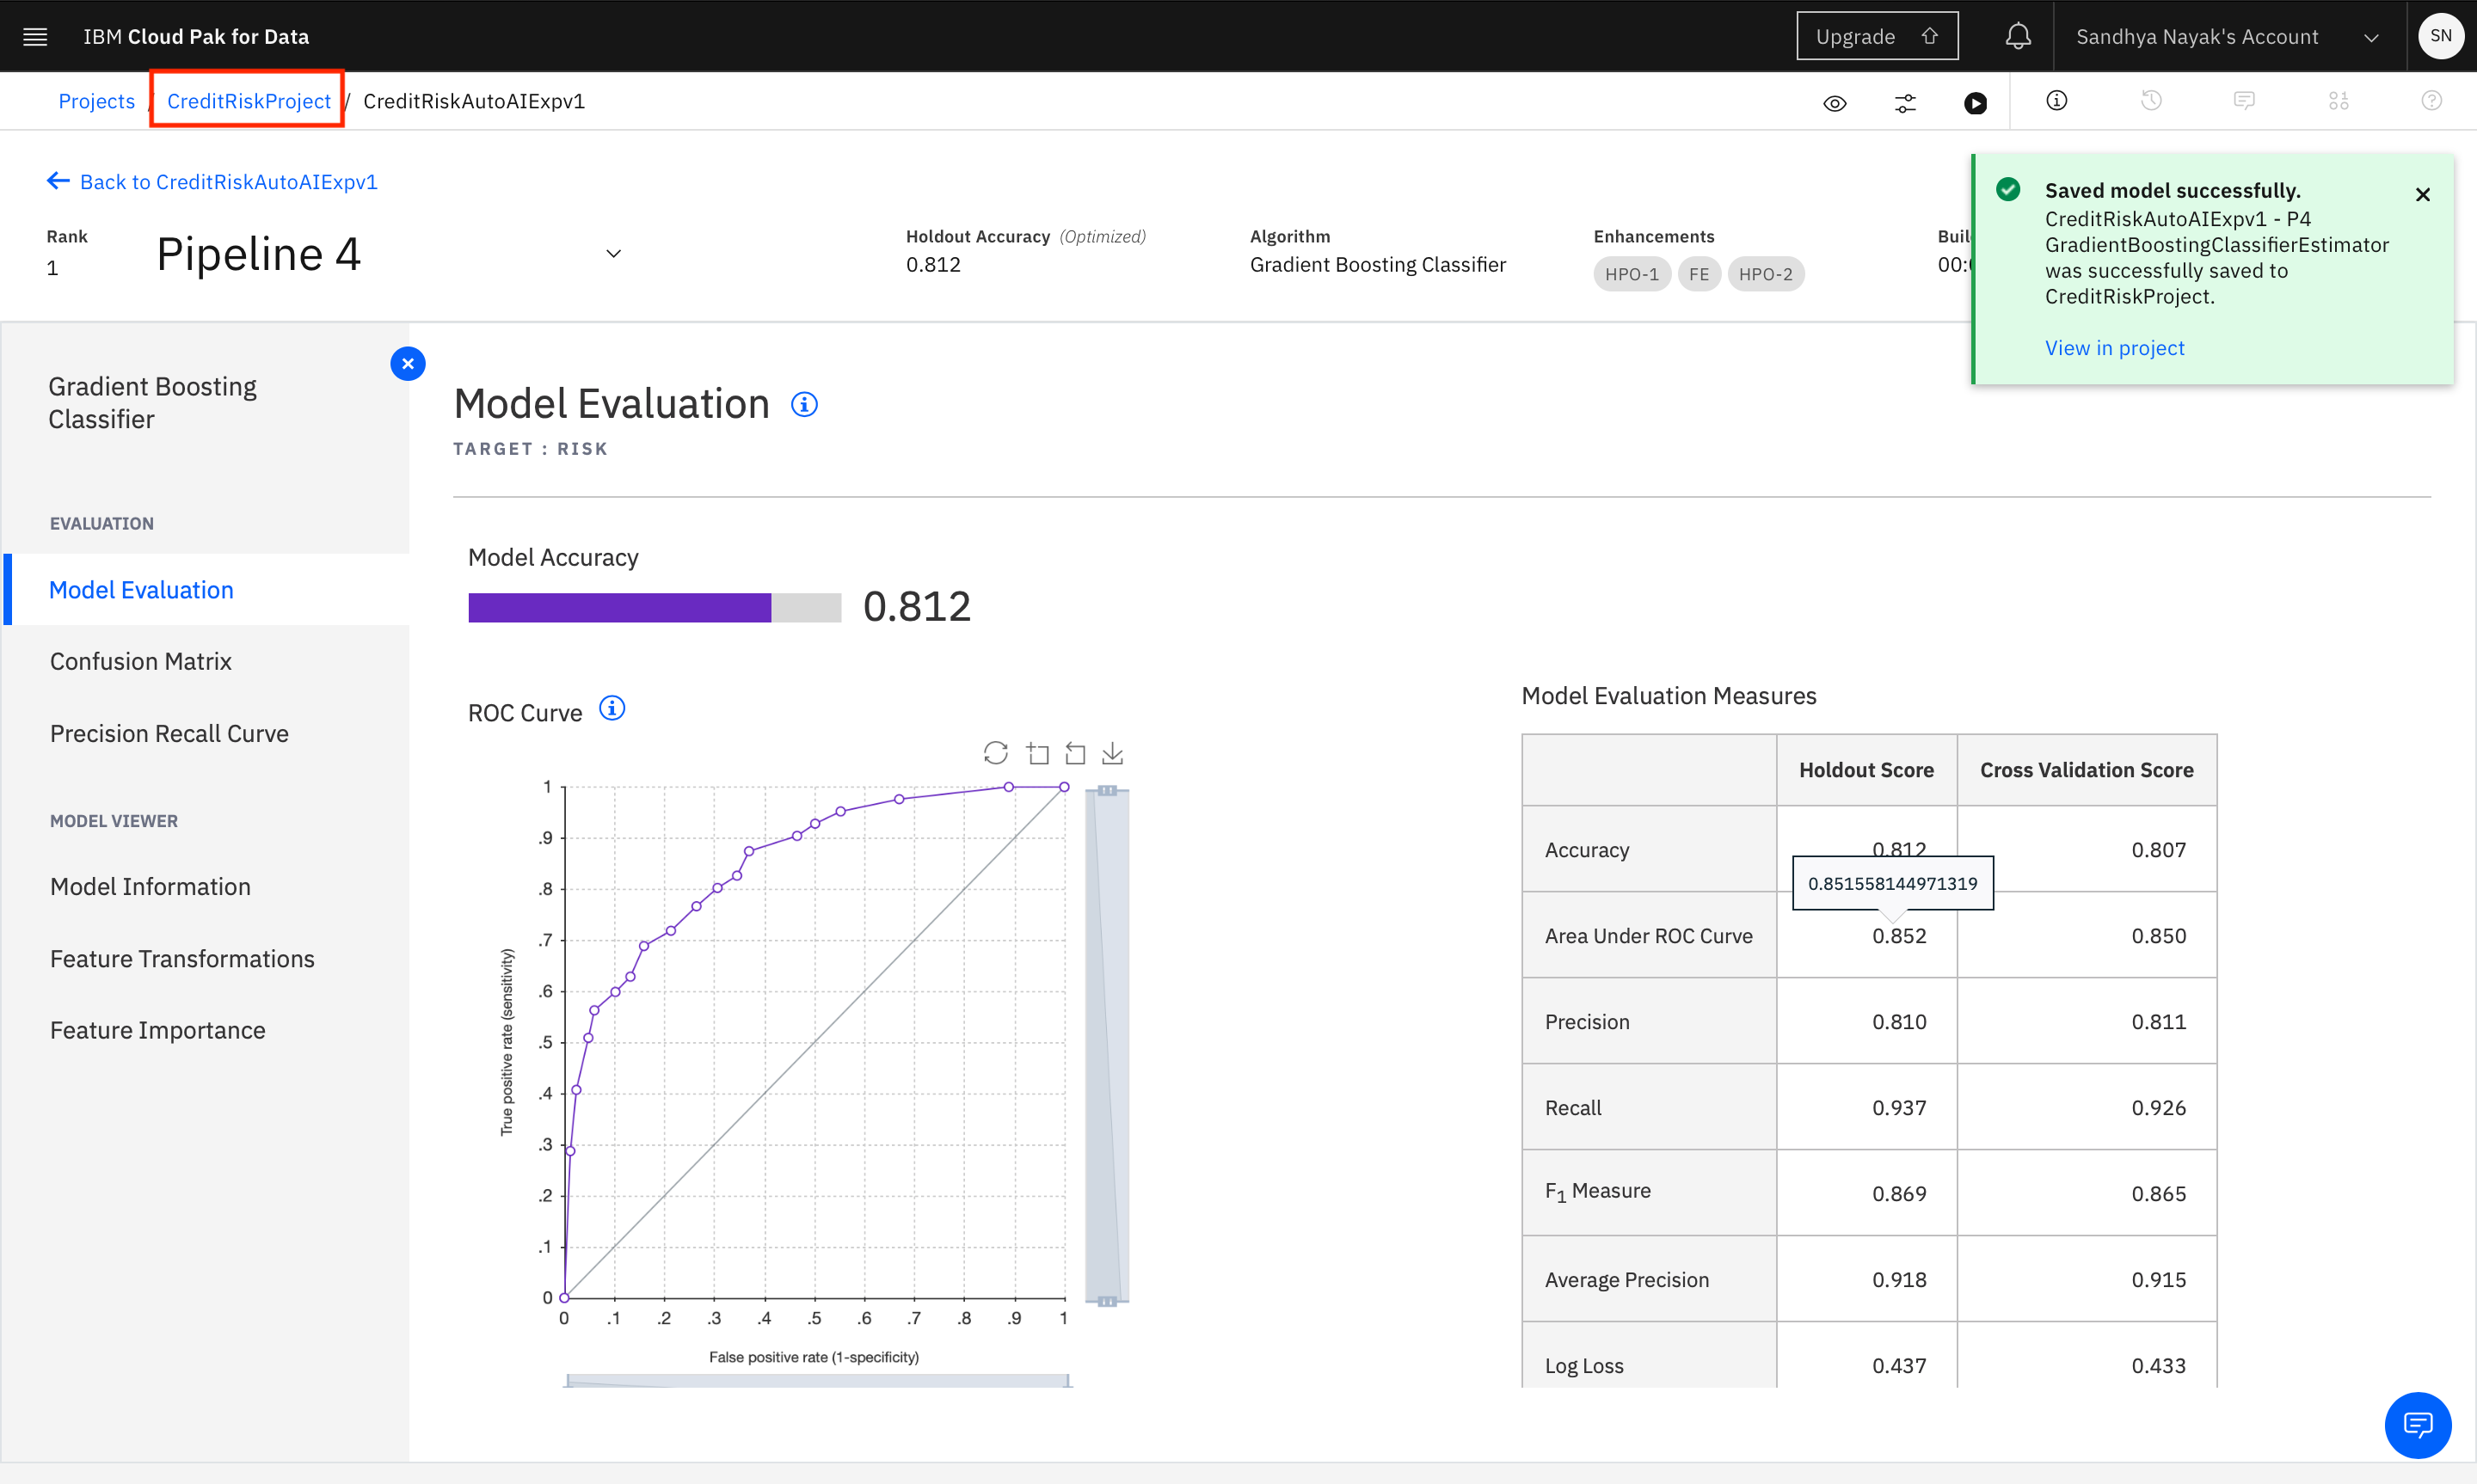 IBM Cloud Pak for Data
Upgrade
Sandhya Nayak's Account
SN
Projects / CreditRiskProject / CreditRiskAutoAIExpv1
Back to CreditRiskAutoAIExpv1
Rank
1
Pipeline 4
Holdout Accuracy (Optimized)
0.812
Algorithm
Gradient Boosting Classifier
Enhancements
HPO-1 FE HPO-2
Saved model successfully.
CreditRiskAutoAIExpv1 - P4
GradientBoostingClassifierEstimator
was successfully saved to
CreditRiskProject.
View in project
Gradient Boosting
Classifier
EVALUATION
Model Evaluation
Confusion Matrix
Precision Recall Curve
MODEL VIEWER
Model Information
Feature Transformations
Feature Importance
Model Evaluation
TARGET : RISK
Model Accuracy
0.812
ROC Curve
True positive rate (sensitivity)
1
.9
.8
.7
.6
.5
.4
.3
.2
.1
0
0 .1 .2 .3 .4 .5 .6 .7 .8 .9 1
False positive rate (1-specificity)
Model Evaluation Measures
Holdout Score Cross Validation Score
Accuracy 0.812 0.807
0.851558144971319
Area Under ROC Curve 0.852 0.850
Precision 0.810 0.811
Recall 0.937 0.926
F1 Measure 0.869 0.865
Average Precision 0.918 0.915
Log Loss 0.437 0.433